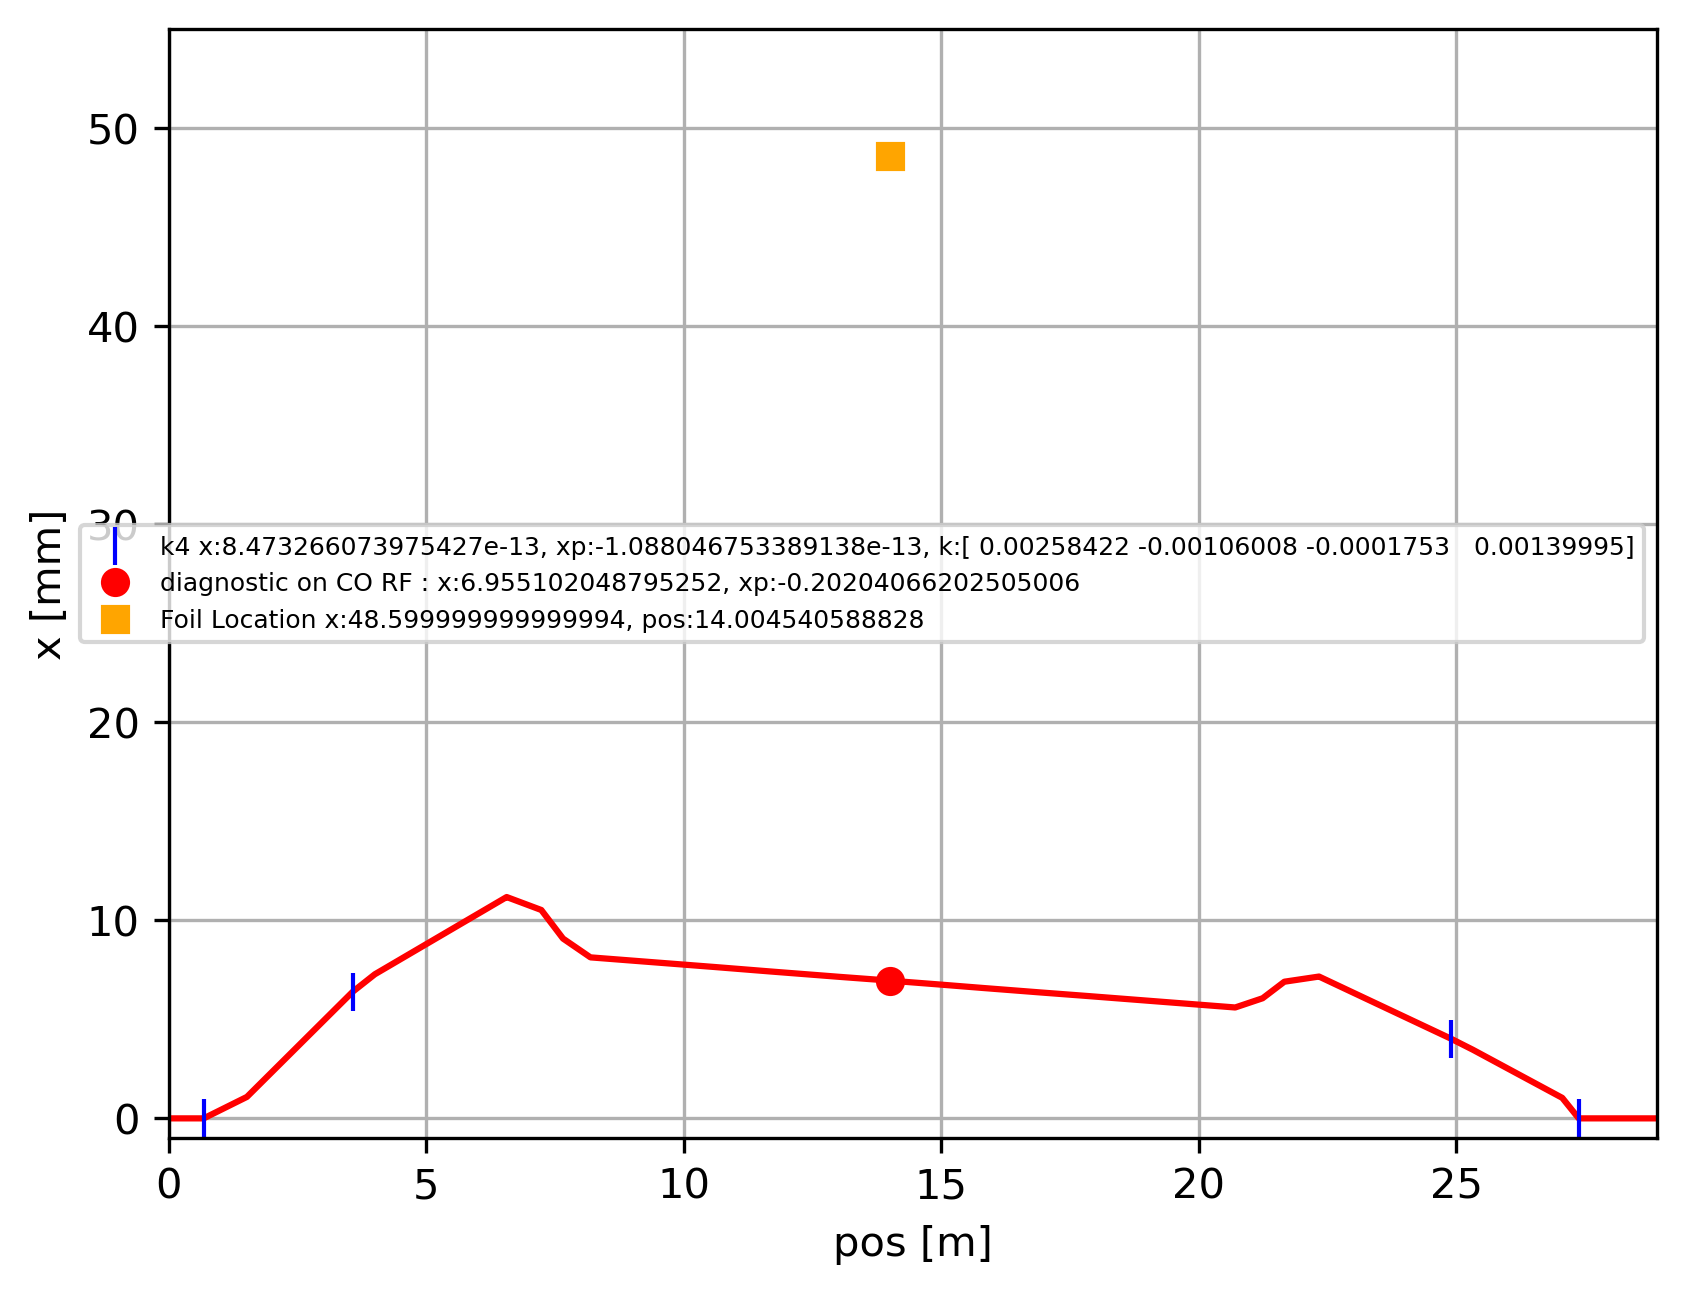 50
40
30
20
10
0
x [mm]
k4 x:8.473266073975427e-13, xp:-1.088046753389138e-13, k:[ 0.00258422 -0.00106008 -0.0001753   0.00139995]
diagnostic on CO RF : x:6.955102048795252, xp:-0.20204066202505006
Foil Location x:48.599999999999994, pos:14.004540588828
0 5 10 15 20 25
pos [m]